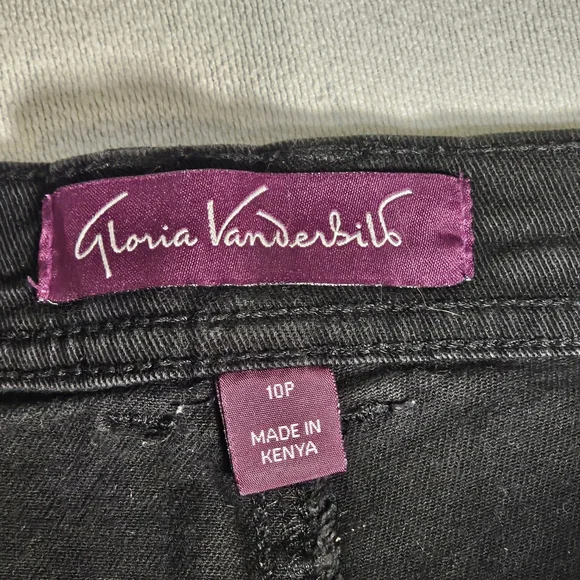 Gloria Vanderbilt
10P
MADE IN
KENYA